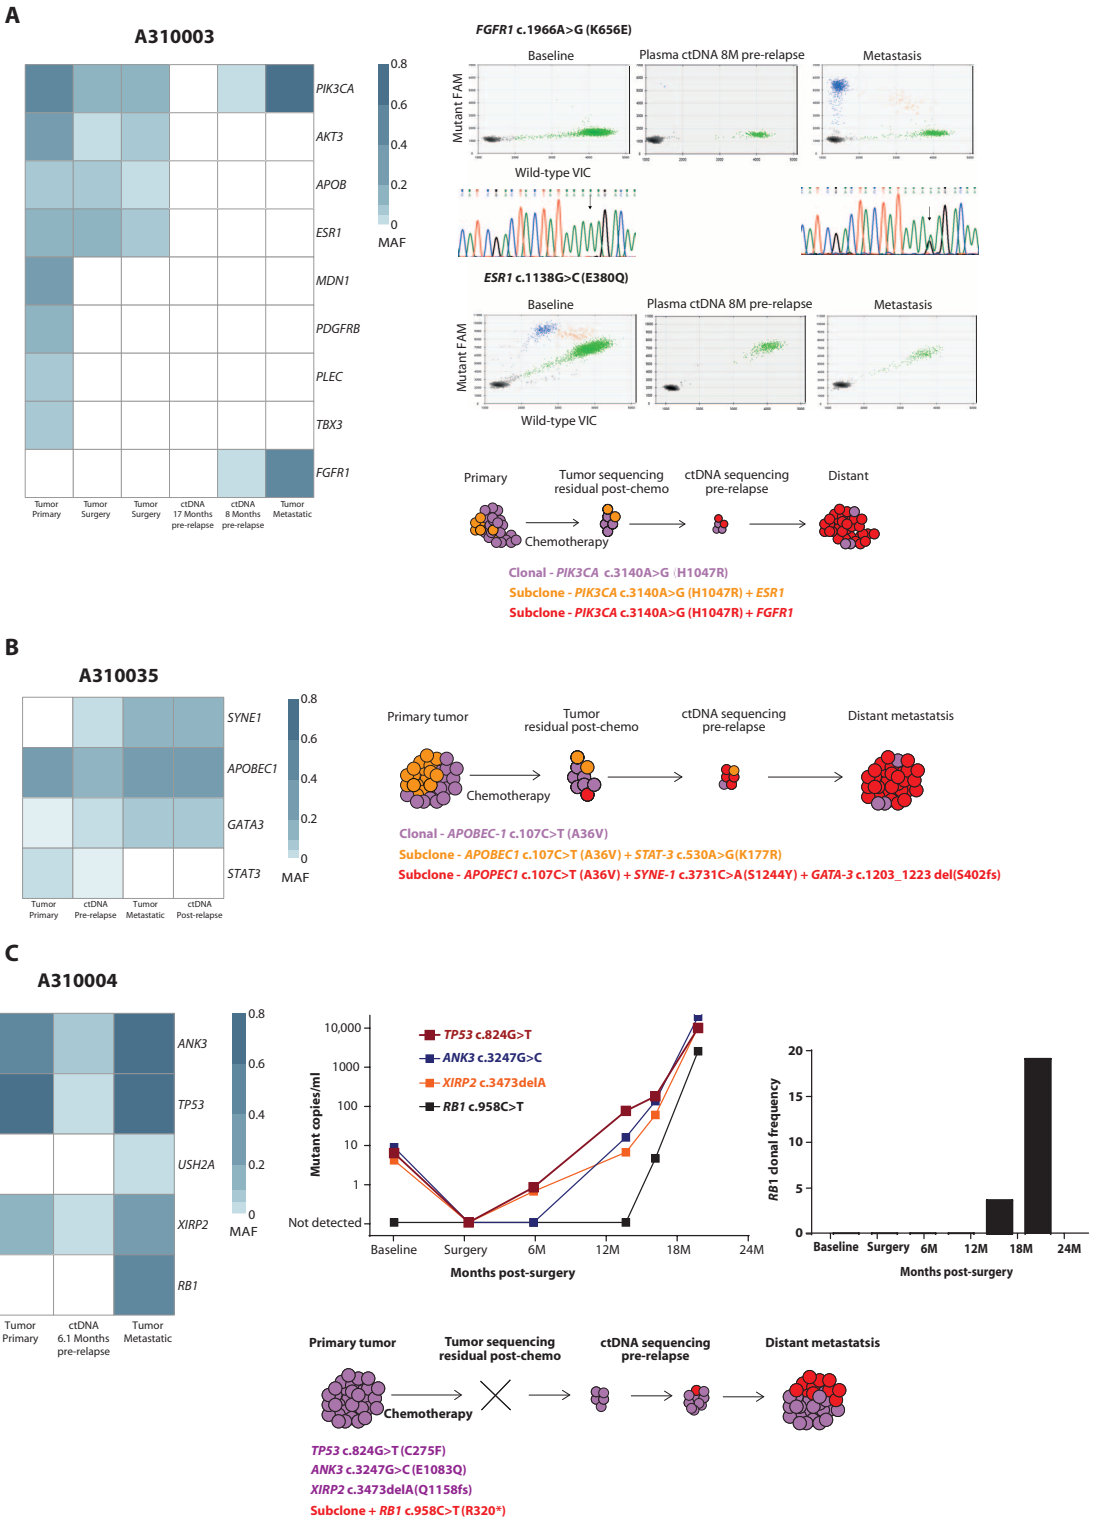 A
A310003
PIK3CA
AKT3
APOB
ESR1
MDN1
PDGFRB
PLEC
TBX3
FGFR1
0.8
0.6
0.4
0.2
0
MAF
Tumor
Primary
Tumor
Surgery
Tumor
Surgery
ctDNA
17 Months
pre-relapse
ctDNA
8 Months
pre-relapse
Tumor
Metastatic
FGFR1 c.1966A>G (K656E)
Baseline
Plasma ctDNA 8M pre-relapse
Metastasis
Mutant FAM
Wild-type VIC
ESR1 c.1138G>C (E380Q)
Baseline
Plasma ctDNA 8M pre-relapse
Metastasis
Mutant FAM
Wild-type VIC
Primary
Tumor sequencing
residual post-chemo
ctDNA sequencing
pre-relapse
Distant
Chemotherapy
Clonal - PIK3CA c.3140A>G (H1047R)
Subclone - PIK3CA c.3140A>G (H1047R) + ESR1
Subclone - PIK3CA c.3140A>G (H1047R) + FGFR1
B
A310035
SYNE1
APOBEC1
GATA3
STAT3
0.8
0.6
0.4
0.2
0
MAF
Tumor
Primary
ctDNA
Pre-relapse
Tumor
Metastatic
ctDNA
Post-relapse
Primary tumor
Tumor
residual post-chemo
ctDNA sequencing
pre-relapse
Distant metastatsis
Chemotherapy
Clonal - APOBEC-1 c.107C>T (A36V)
Subclone - APOBEC1 c.107C>T (A36V) + STAT-3 c.530A>G(K177R)
Subclone - APOPEC1 c.107C>T (A36V) + SYNE-1 c.3731C>A(S1244Y) + GATA-3 c.1203_1223 del(S402fs)
C
A310004
ANK3
TP53
USH2A
XIRP2
RB1
0.8
0.6
0.4
0.2
0
MAF
Tumor
Primary
ctDNA
6.1 Months
pre-relapse
Tumor
Metastatic
Mutant copies/ml
10,000
1000
100
10
1
Not detected
TP53 c.824G>T
ANK3 c.3247G>C
XIRP2 c.3473delA
RB1 c.958C>T
Baseline
Surgery
6M
12M
18M
24M
Months post-surgery
RB1 clonal frequency
20
15
10
5
0
Baseline
Surgery
6M
12M
18M
24M
Months post-surgery
Primary tumor
Tumor sequencing
residual post-chemo
ctDNA sequencing
pre-relapse
Distant metastatsis
Chemotherapy
TP53 c.824G>T (C275F)
ANK3 c.3247G>C (E1083Q)
XIRP2 c.3473delA(Q1158fs)
Subclone + RB1 c.958C>T (R320*)